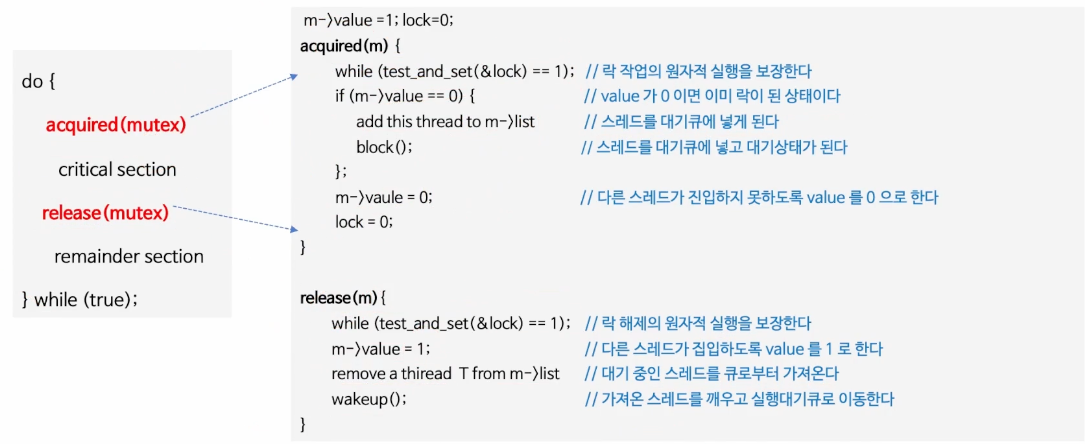 do {
acquired(mutex)
critical section
release(mutex)
remainder section
} while (true);
m->value =1; lock=0;
acquired(m) {
while (test_and_set(&lock) == 1); // 락 작업의 원자적 실행을 보장한다
if (m->value == 0) { // value 가 0 이면 이미 락이 된 상태이다
add this thread to m->list // 스레드를 대기큐에 넣게 된다
block(); // 스레드를 대기큐에 넣고 대기상태가 된다
};
m->vaule = 0; // 다른 스레드가 진입하지 못하도록 value 를 0 으로 한다
lock = 0;
}
release(m) {
while (test_and_set(&lock) == 1); // 락 해제의 원자적 실행을 보장한다
m->value = 1; // 다른 스레드가 집입하도록 value 를 1 로 한다
remove a thiread T from m->list // 대기 중인 스레드를 큐로부터 가져온다
wakeup(); // 가져온 스레드를 깨우고 실행대기큐로 이동한다
}